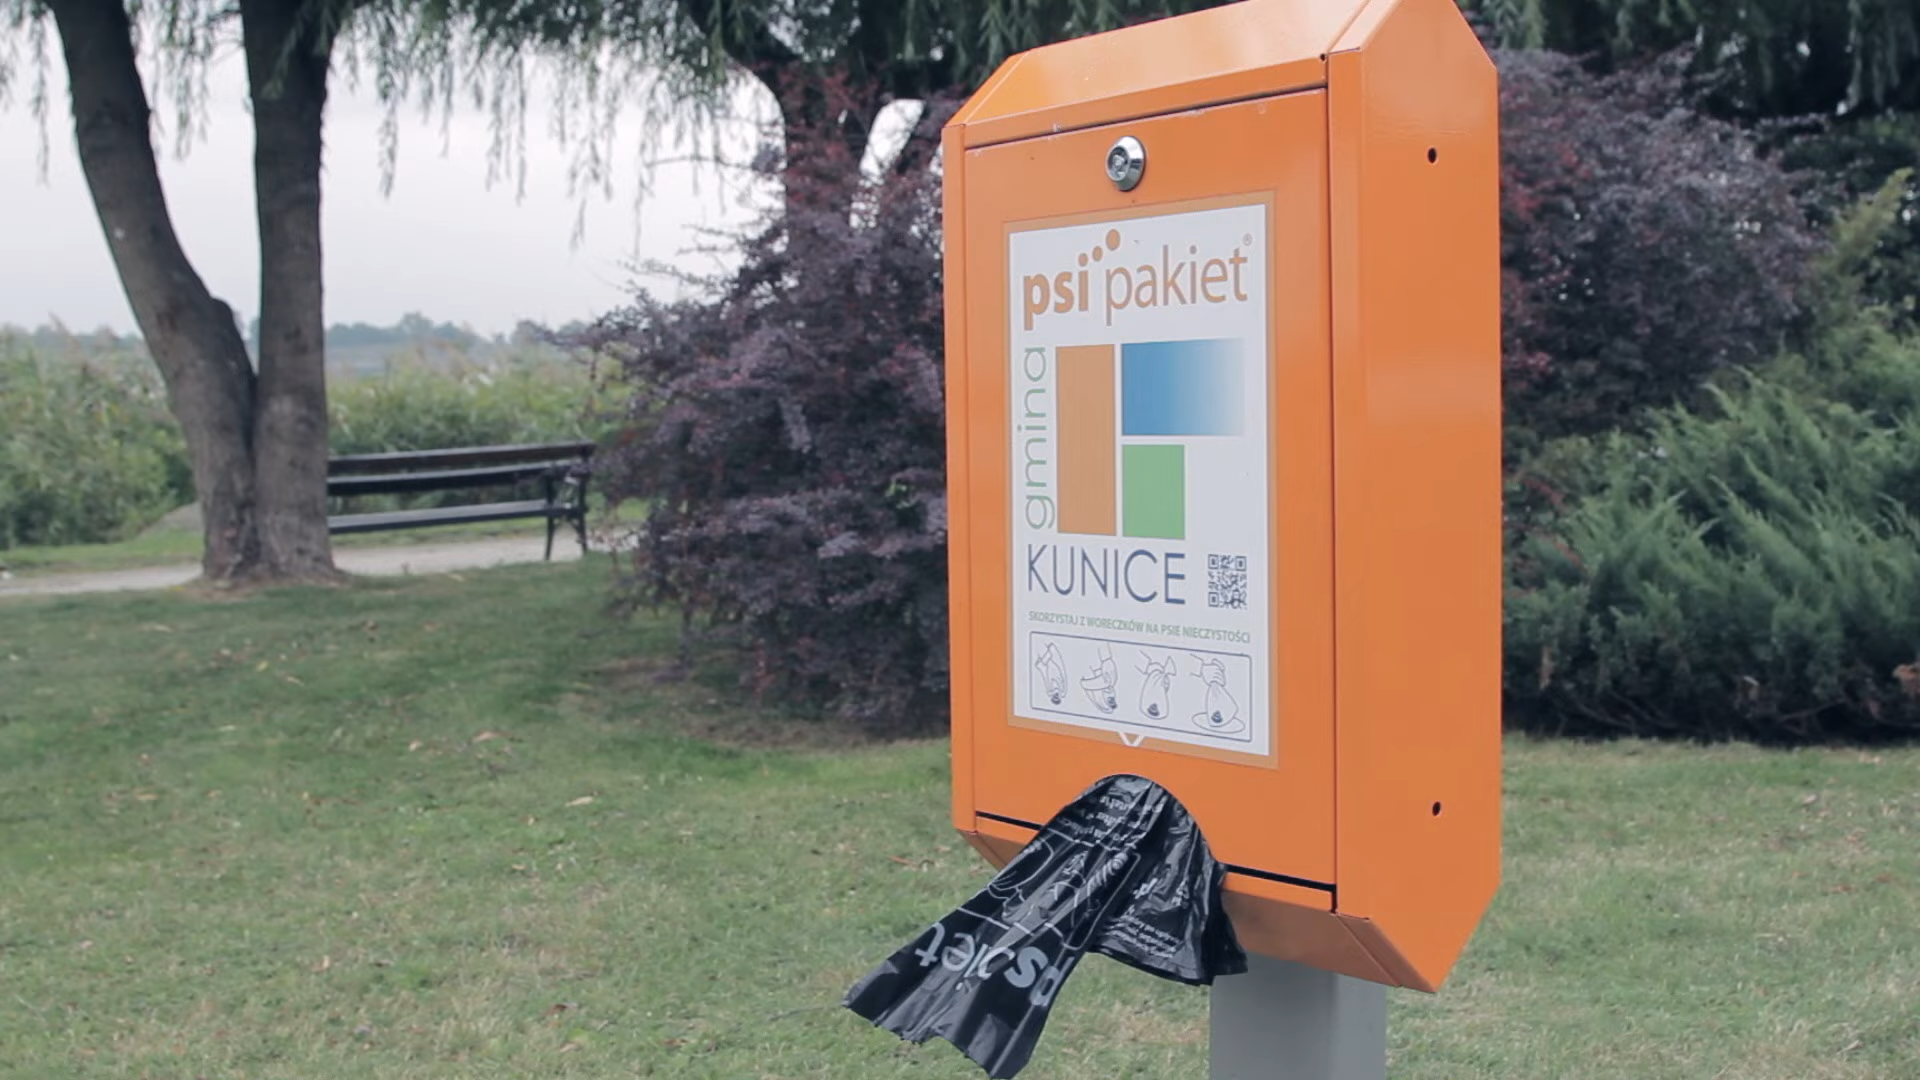 psi pakiet®
gmina
KUNICE
SKORZYSTAJ Z WORECZKÓW NA PSIE NIECZYSTOŚCI